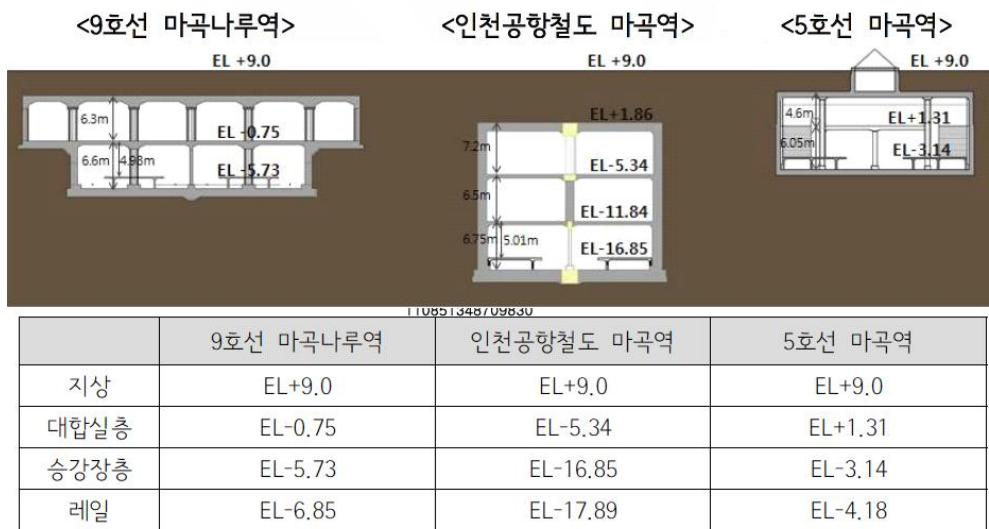 <9호선 마곡나루역> <인천공항철도 마곡역> <5호선 마곡역>
EL +9.0 EL +9.0 EL +9.0
6.3m EL -0.75 6.6m 4.98m EL -5.73
EL+1.86 7.2m EL-5.34 6.5m EL-11.84 6.75m 5.01m EL-16.85
4.6m EL+1.31 6.05m EL-3.14
110851348709830
9호선 마곡나루역 인천공항철도 마곡역 5호선 마곡역
지상 EL+9.0 EL+9.0 EL+9.0
대합실층 EL-0.75 EL-5.34 EL+1.31
승강장층 EL-5.73 EL-16.85 EL-3.14
레일 EL-6.85 EL-17.89 EL-4.18